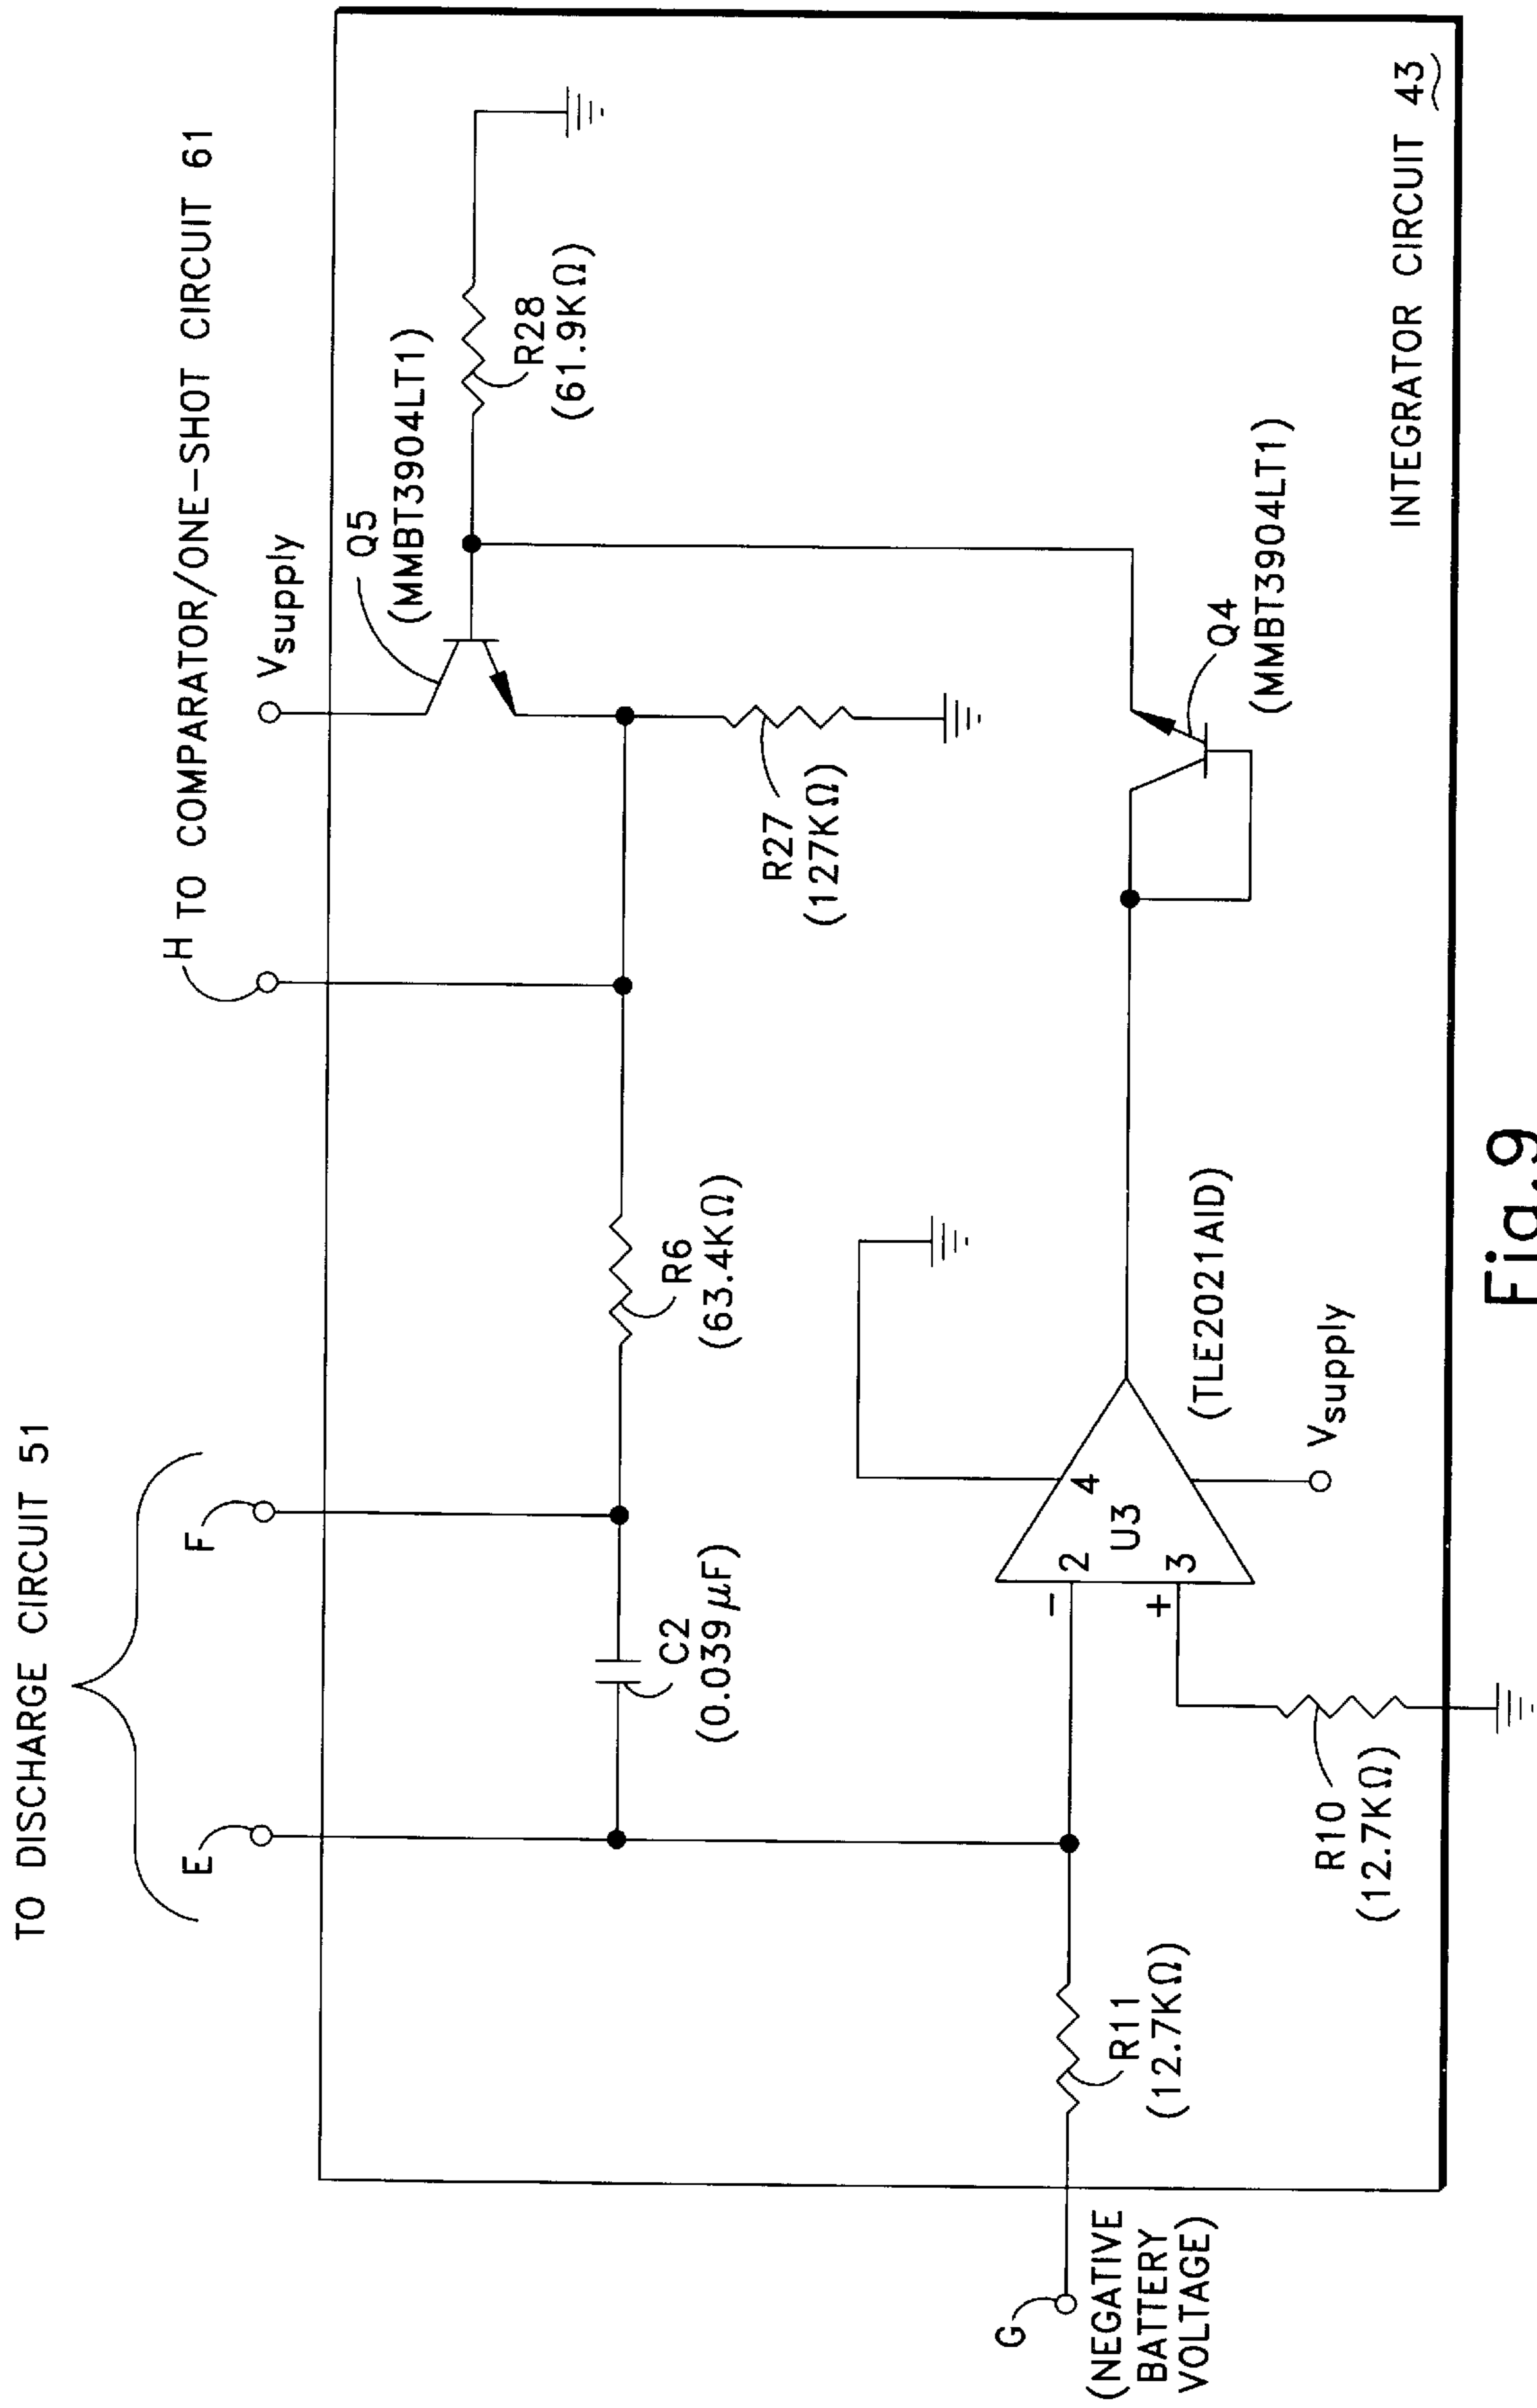 TO DISCHARGE CIRCUIT 51
E
F
H TO COMPARATOR/ONE-SHOT CIRCUIT 61
Vsupply
Q5
(MMBT3904LT1)
C2
(0.039μF)
R6
(63.4KΩ)
R28
(61.9KΩ)
R27
(127KΩ)
G
(NEGATIVE
BATTERY
VOLTAGE)
R11
(12.7KΩ)
-
2
+
3
U3
4
(TLE2021AID)
Vsupply
R10
(12.7KΩ)
Q4
(MMBT3904LT1)
INTEGRATOR CIRCUIT 43
Fig.9